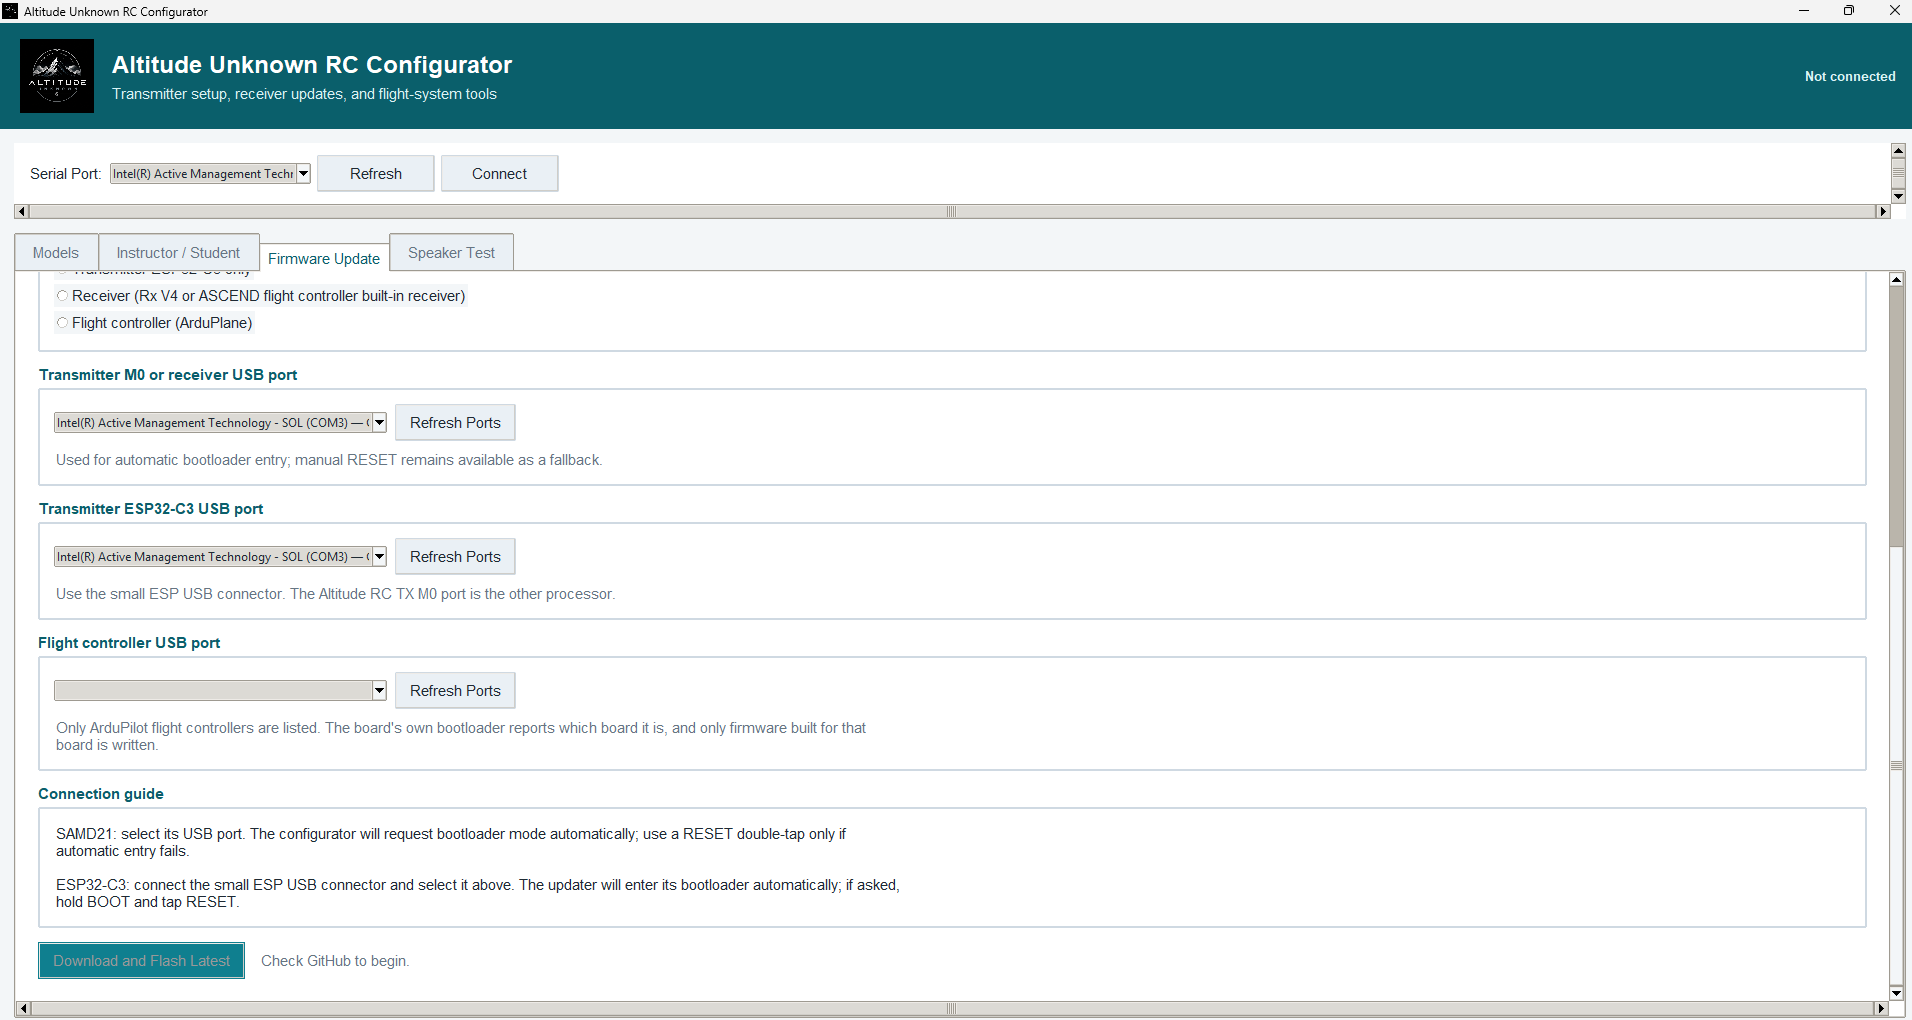 Altitude Unknown RC Configurator
ALTITUDE
Altitude Unknown RC Configurator
Transmitter setup, receiver updates, and flight-system tools
Not connected
Serial Port:
Intel(R) Active Management Techr
Refresh
Connect
Models
Instructor / Student
Firmware Update
Speaker Test
Receiver (Rx V4 or ASCEND flight controller built-in receiver)
Flight controller (ArduPlane)
Transmitter M0 or receiver USB port
Intel(R) Active Management Technology - SOL (COM3) — (
Refresh Ports
Used for automatic bootloader entry; manual RESET remains available as a fallback.
Transmitter ESP32-C3 USB port
Intel(R) Active Management Technology - SOL (COM3) — (
Refresh Ports
Use the small ESP USB connector. The Altitude RC TX M0 port is the other processor.
Flight controller USB port
Refresh Ports
Only ArduPilot flight controllers are listed. The board's own bootloader reports which board it is, and only firmware built for that
board is written.
Connection guide
SAMD21: select its USB port. The configurator will request bootloader mode automatically; use a RESET double-tap only if
automatic entry fails.
ESP32-C3: connect the small ESP USB connector and select it above. The updater will enter its bootloader automatically; if asked,
hold BOOT and tap RESET.
Download and Flash Latest
Check GitHub to begin.